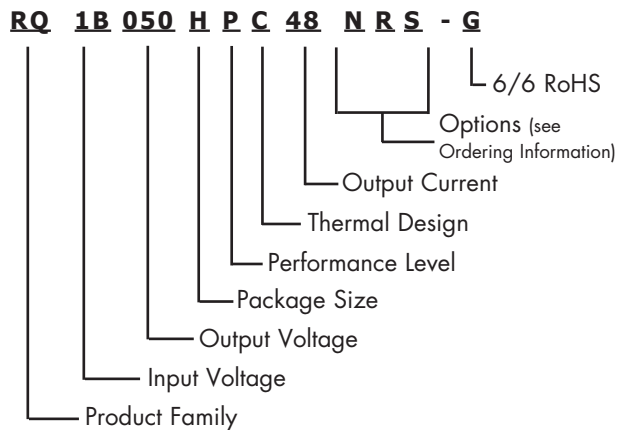 RQ 1B 050 H P C 48 N R S - G
6/6 RoHS
Options (see
Ordering Information)
Output Current
Thermal Design
Performance Level
Package Size
Output Voltage
Input Voltage
Product Family